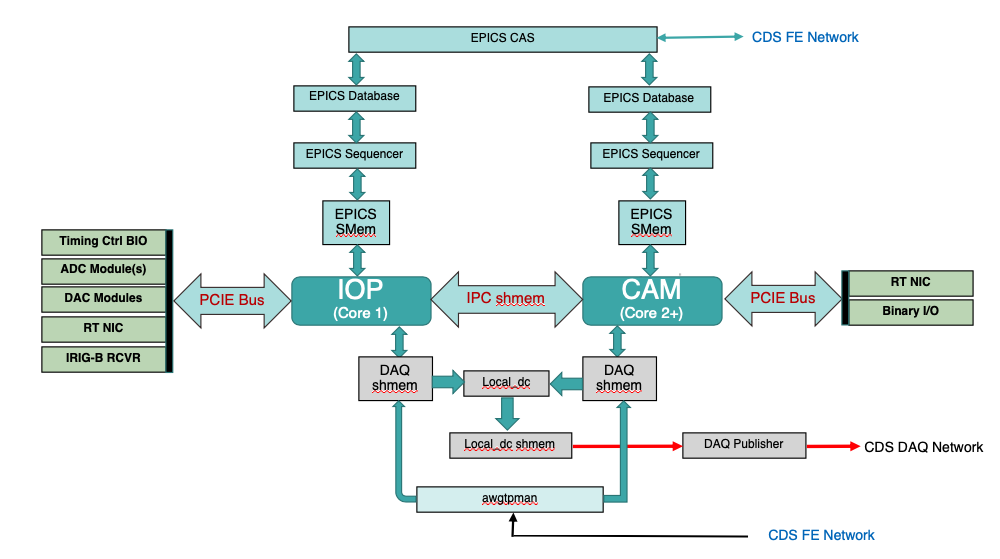 EPICS CAS
CDS FE Network
EPICS Database
EPICS Database
EPICS Sequencer
EPICS Sequencer
EPICS
SMem
EPICS
SMem
Timing Ctrl BIO
ADC Module(s)
DAC Modules
RT NIC
IRIG-B RCVR
PCIE Bus
IOP
(Core 1)
IPC shmem
CAM
(Core 2+)
PCIE Bus
RT NIC
Binary I/O
DAQ
shmem
Local_dc
DAQ
shmem
Local_dc shmem
DAQ Publisher
CDS DAQ Network
awgtpman
CDS FE Network